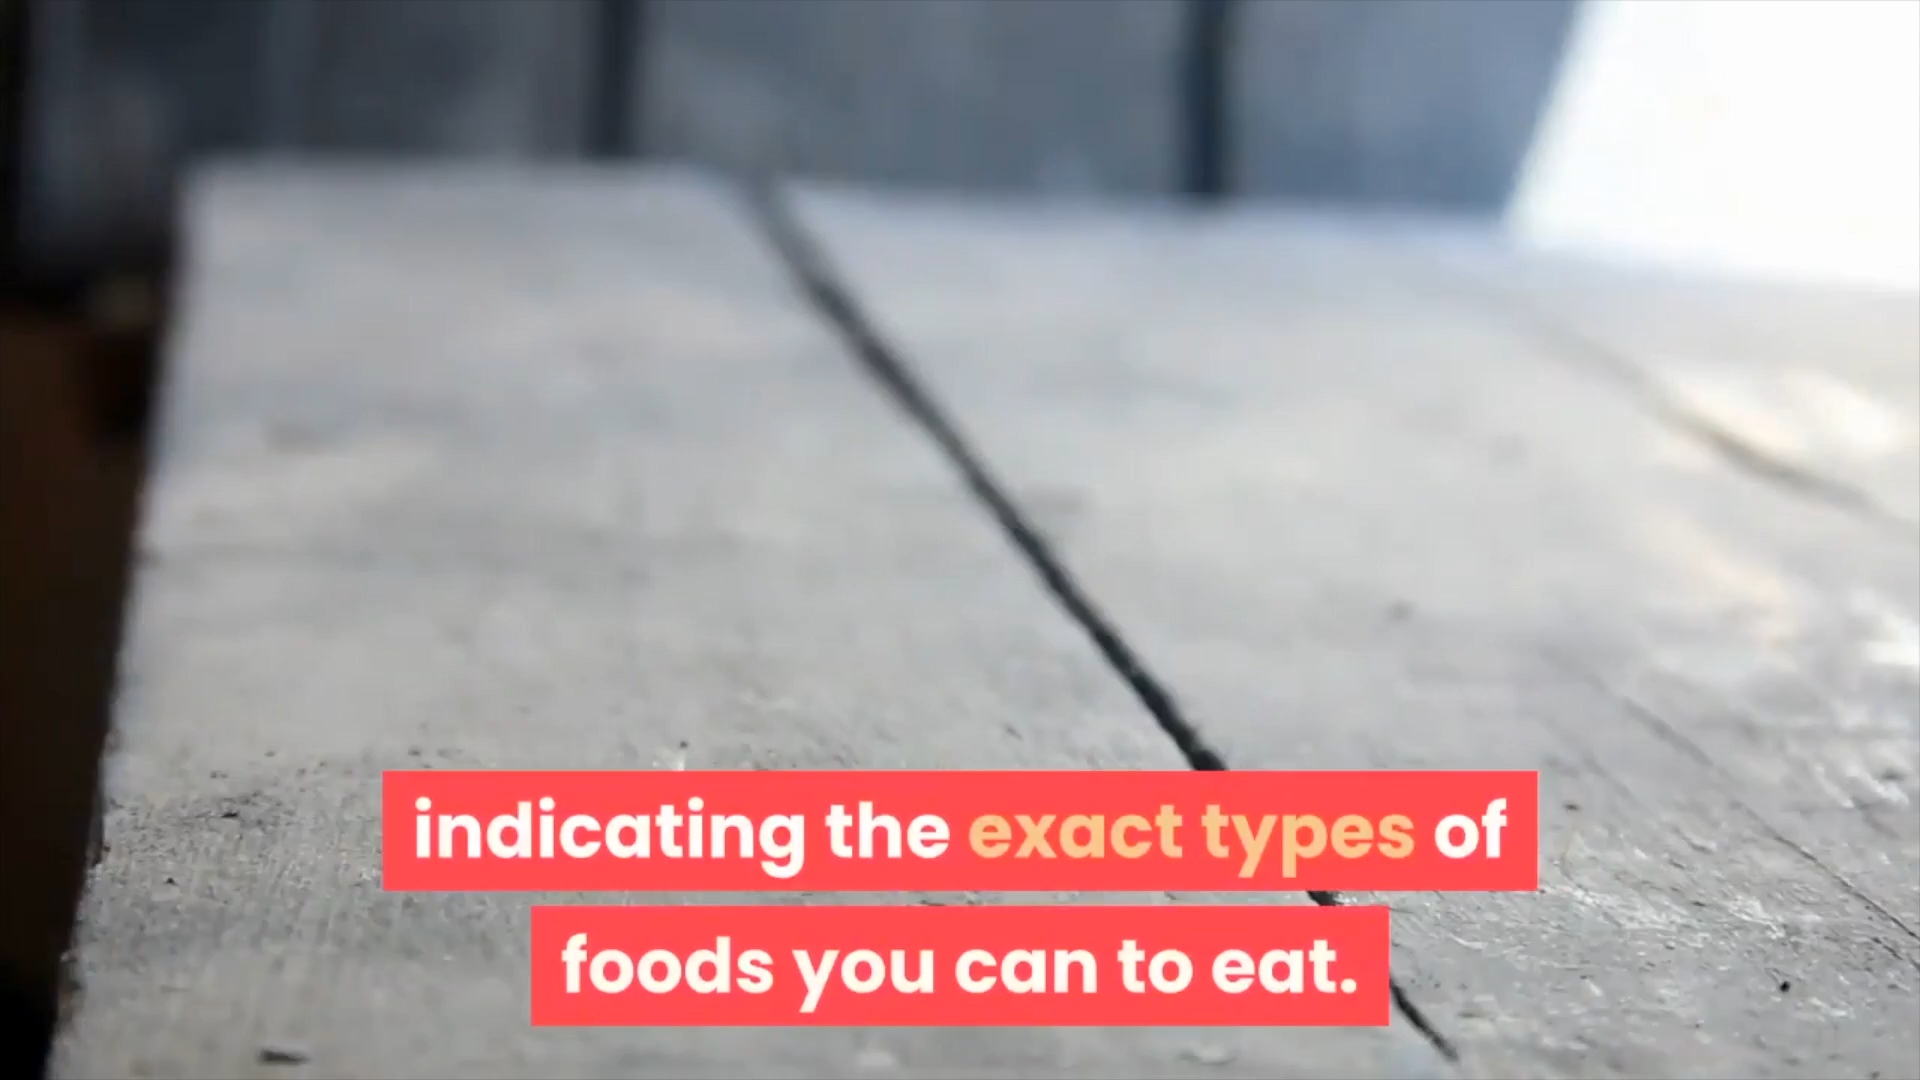 indicating the exact types of
foods you can to eat.